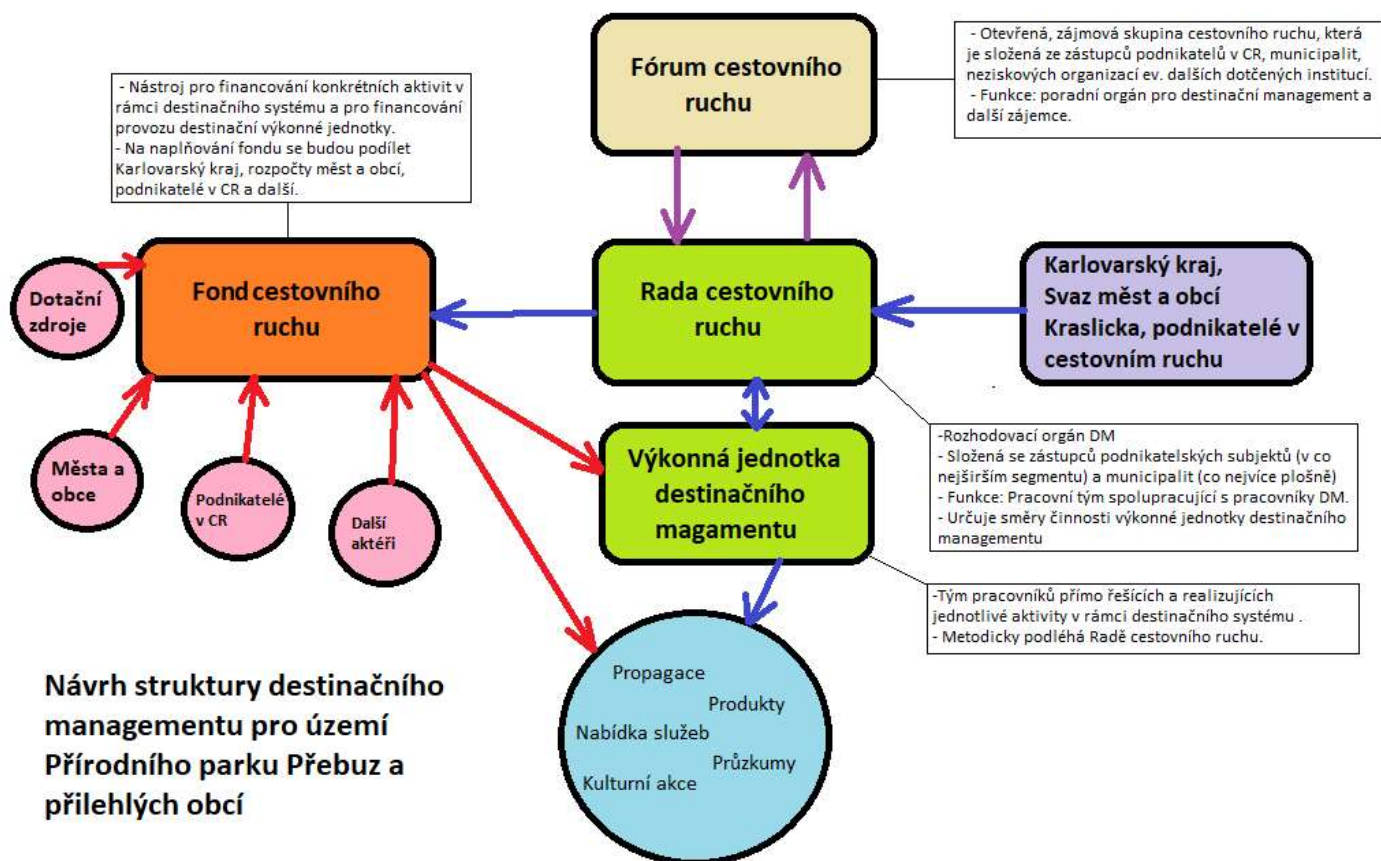 Fórum cestovního
ruchu
- Otevřená, zájmová skupina cestovního ruchu, která
je složená ze zástupců podnikatelů v CR, municipalit,
neziskových organizací ev. dalších dotčených institucí.
- Funkce: poradní orgán pro destinační management a
další zájemce.
- Nástroj pro financování konkrétních aktivit v
rámci destinačního systému a pro financování
provozu destinační výkonné jednotky.
- Na naplňování fondu se budou podílet
Karlovarský kraj, rozpočty měst a obcí,
podnikatelé v CR a další.
Dotační
zdroje
Fond cestovního
ruchu
Rada cestovního
ruchu
Karlovarský kraj,
Svaz měst a obcí
Kraslicka, podnikatelé v
cestovním ruchu
Města a
obce
Podnikatelé
v CR
Další
aktéři
Výkonná jednotka
destinačního
magamentu
-Rozhodovací orgán DM
- Složená se zástupců podnikatelských subjektů (v co
nejširším segmentu) a municipalit (co nejvíce plošně)
- Funkce: Pracovní tým spolupracující s pracovníky DM.
- Určuje směry činnosti výkonné jednotky destinačního
managementu
-Tým pracovníků přímo řešících a realizujících
jednotlivé aktivity v rámci destinačního systému .
- Metodicky podléhá Radě cestovního ruchu.
Propagace
Produkty
Nabídka služeb
Průzkumy
Kulturní akce
Návrh struktury destinačního
managementu pro území
Přírodního parku Přebuz a
přilehlých obcí